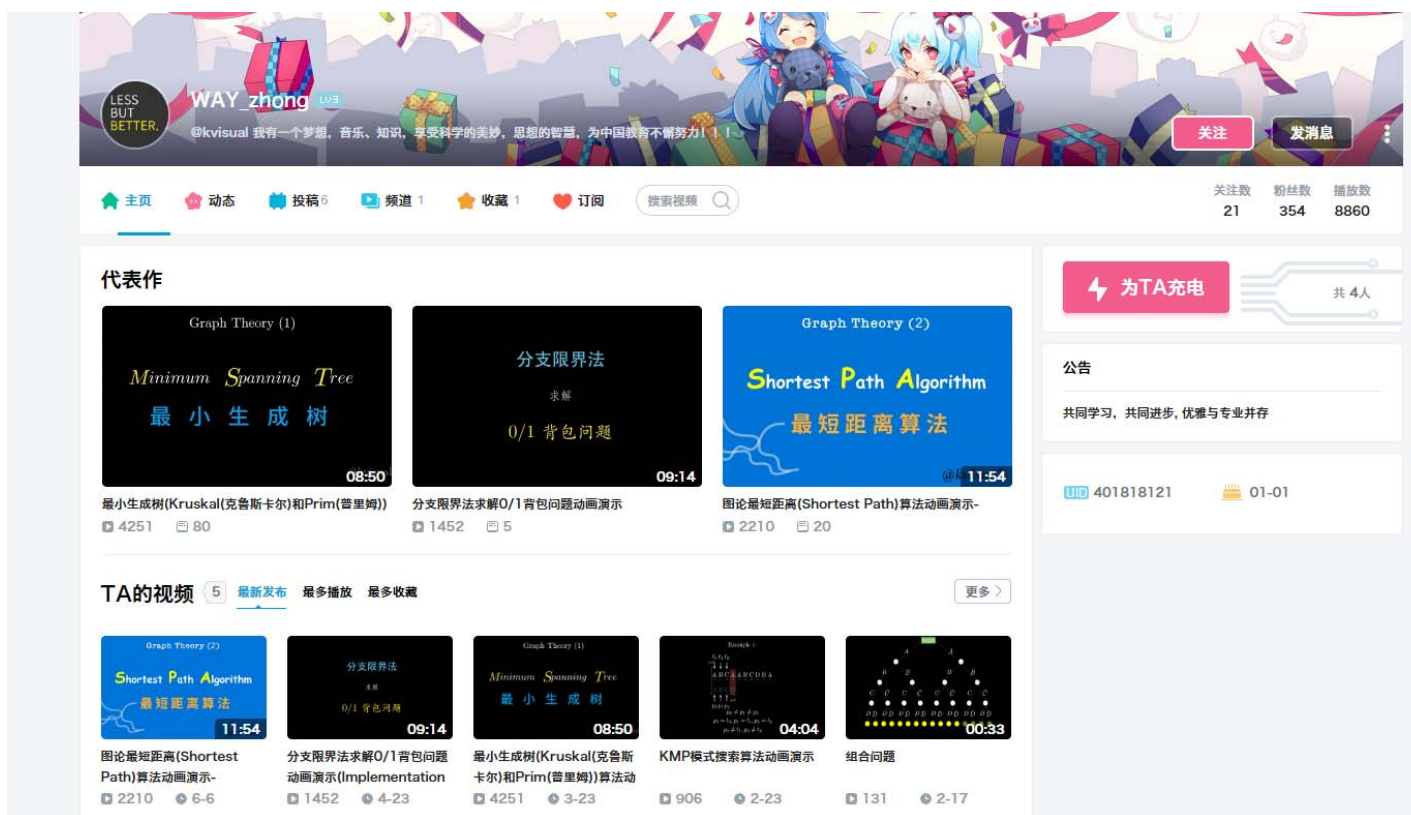 LESS
BUT
BETTER.
WAY_zhong LV3
@kvisual 我有一个梦想，音乐、知识，享受科学的美妙，思想的智慧，为中国教育不懈努力！！！
关注
发消息
主页
动态
投稿 6
频道 1
收藏 1
订阅
搜索视频
关注数 粉丝数 播放数
21 354 8860
代表作
Graph Theory (1)
Minimum Spanning Tree
最小生成树
08:50
最小生成树(Kruskal(克鲁斯卡尔)和Prim(普里姆))
4251 80
分支限界法
求解
0/1 背包问题
09:14
分支限界法求解0/1背包问题动画演示
1452 5
Graph Theory (2)
Shortest Path Algorithm
最短距离算法
11:54
图论最短距离(Shortest Path)算法动画演示-
2210 20
为TA充电
共 4人
公告
共同学习，共同进步, 优雅与专业并存
UID 401818121
01-01
TA的视频 5 最新发布 最多播放 最多收藏
更多
Graph Theory (2)
Shortest Path Algorithm
最短距离算法
11:54
图论最短距离(Shortest
Path)算法动画演示-
2210 6-6
分支限界法
求解
0/1 背包问题
09:14
分支限界法求解0/1背包问题
动画演示(Implementation
1452 4-23
Graph Theory (1)
Minimum Spanning Tree
最小生成树
08:50
最小生成树(Kruskal(克鲁斯
卡尔)和Prim(普里姆))算法动
4251 3-23
Example 1
04:04
KMP模式搜索算法动画演示
906 2-23
00:33
组合问题
131 2-17